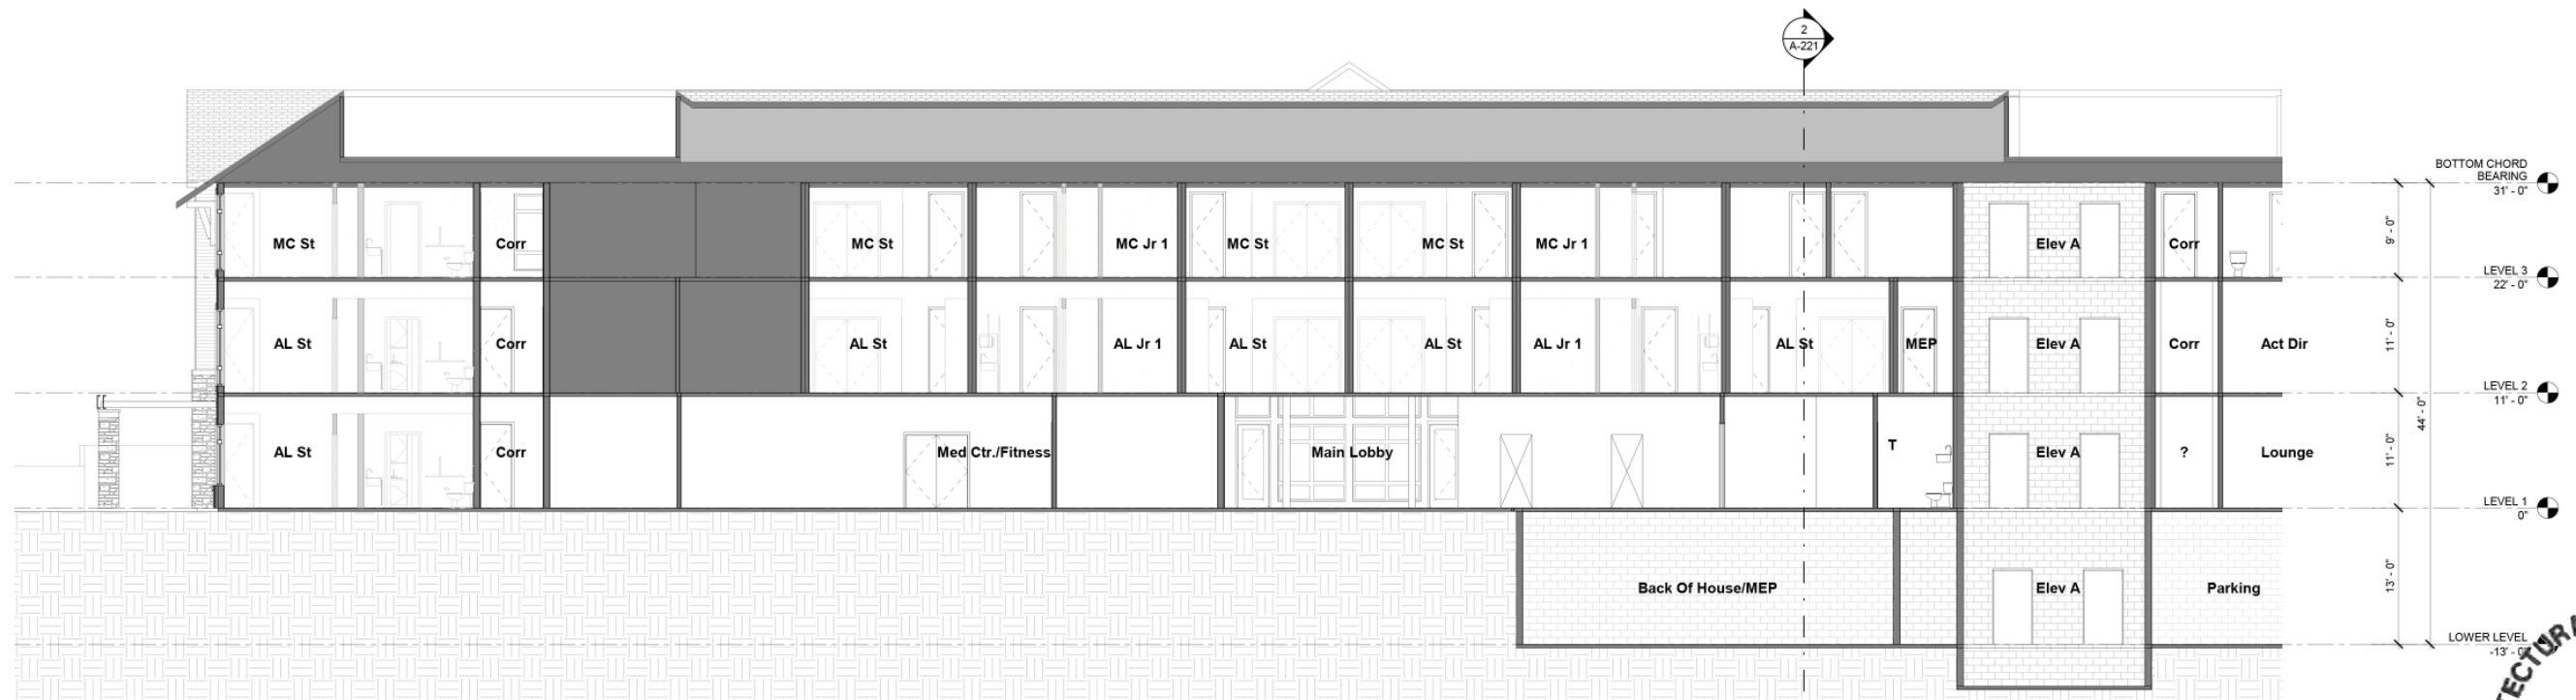 2
A-221
BOTTOM CHORD
BEARING
31' - 0"
MC St
Corr
MC St
MC Jr 1
MC St
MC St
MC Jr 1
Elev A
Corr
9' - 0"
LEVEL 3
22' - 0"
AL St
Corr
AL St
AL Jr 1
AL St
AL St
AL Jr 1
AL St
MEP
Elev A
Corr
Act Dir
11' - 0"
LEVEL 2
11' - 0"
44' - 0"
AL St
Corr
Med Ctr./Fitness
Main Lobby
T
Elev A
?
Lounge
11' - 0"
LEVEL 1
0"
Back Of House/MEP
Elev A
Parking
13' - 0"
LOWER LEVEL
-13' - 0"